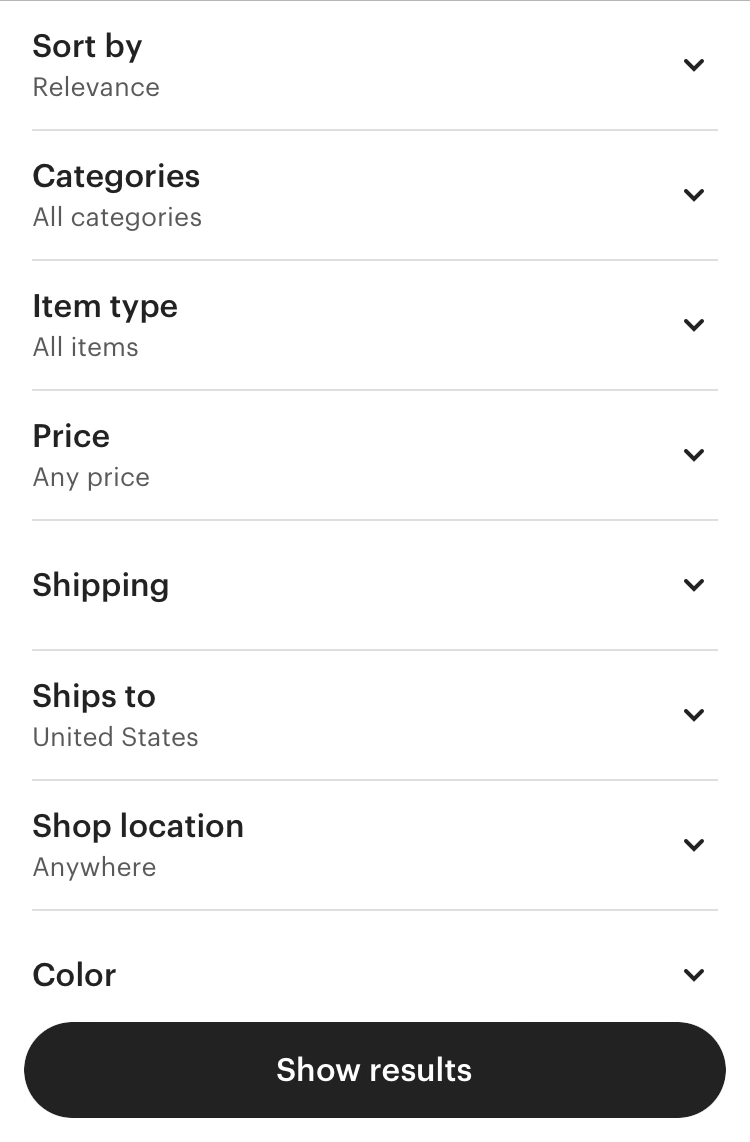 Sort by
Relevance
Categories
All categories
Item type
All items
Price
Any price
Shipping
Ships to
United States
Shop location
Anywhere
Color
Show results